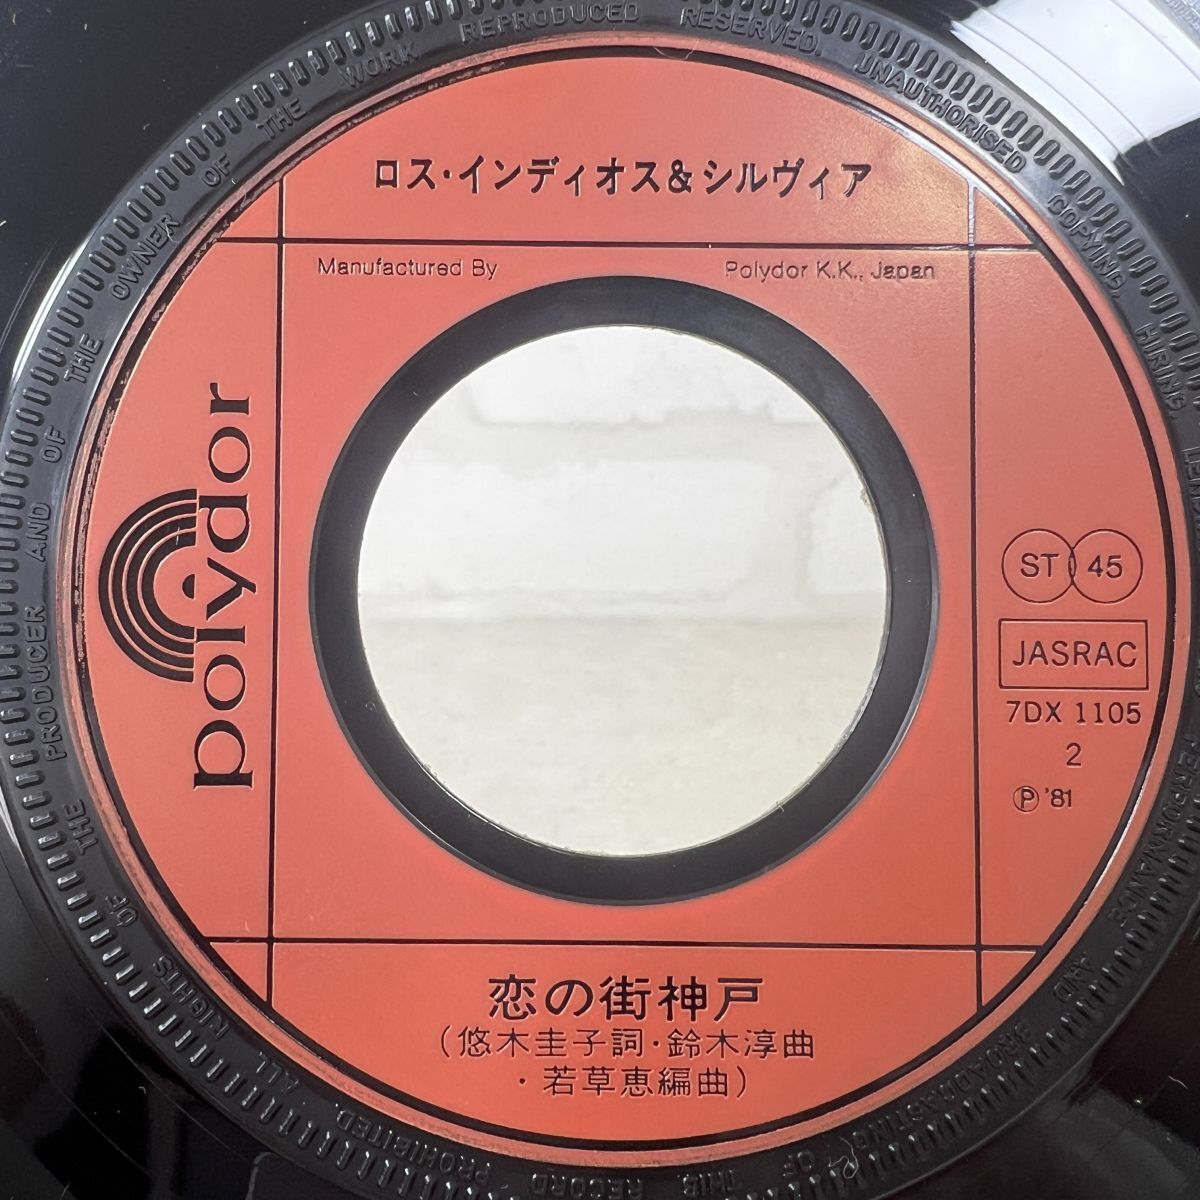 ロス・インディオス&シルヴィア
Manufactured By
Polydor K.K., Japan
polydor
ST 45
JASRAC
7DX 1105
2
Ⓟ '81
恋の街神戸
(悠木圭子詞・鈴木淳曲
・若草恵編曲)
ALL RIGHTS OF THE PRODUCER AND OF THE OWNER OF THE WORK REPRODUCED RESERVED. UNAUTHORISED COPYING, HIRING, PERFORMANCE AND BROADCASTING OF THIS RECORD PROHIBITED